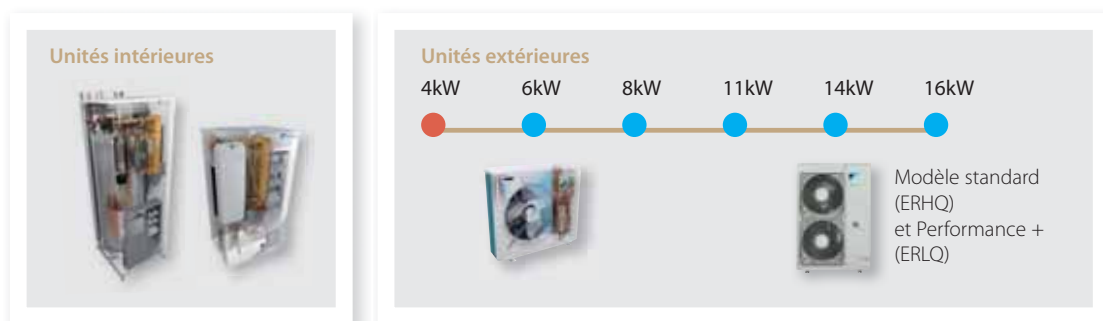 Unités intérieures
Unités extérieures
4kW 6kW 8kW 11kW 14kW 16kW
Modèle standard
(ERHQ)
et Performance +
(ERLQ)